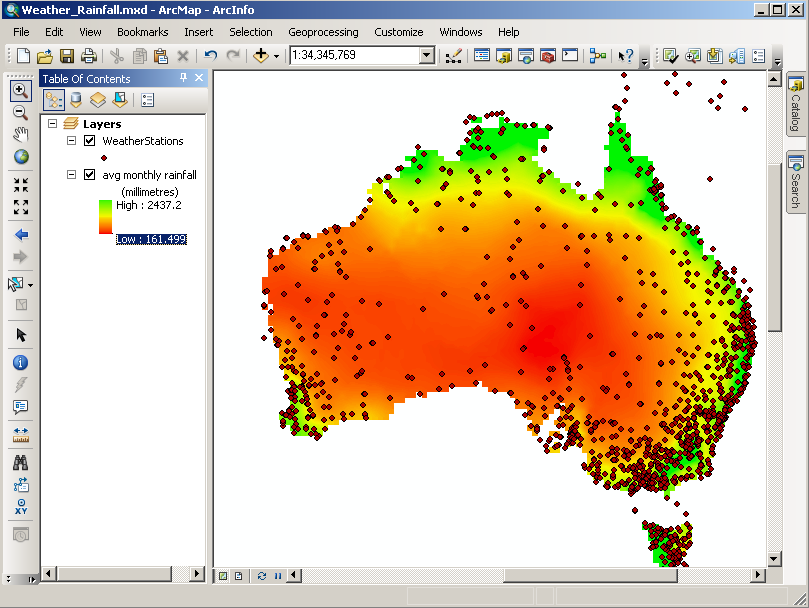 Weather_Rainfall.mxd - ArcMap - ArcInfo
File Edit View Bookmarks Insert Selection Geoprocessing Customize Windows Help
1:34,345,769
Table Of Contents
Layers
WeatherStations
avg monthly rainfall
(millimetres)
High : 2437.2
Low : 161.499
Catalog
Search
XY